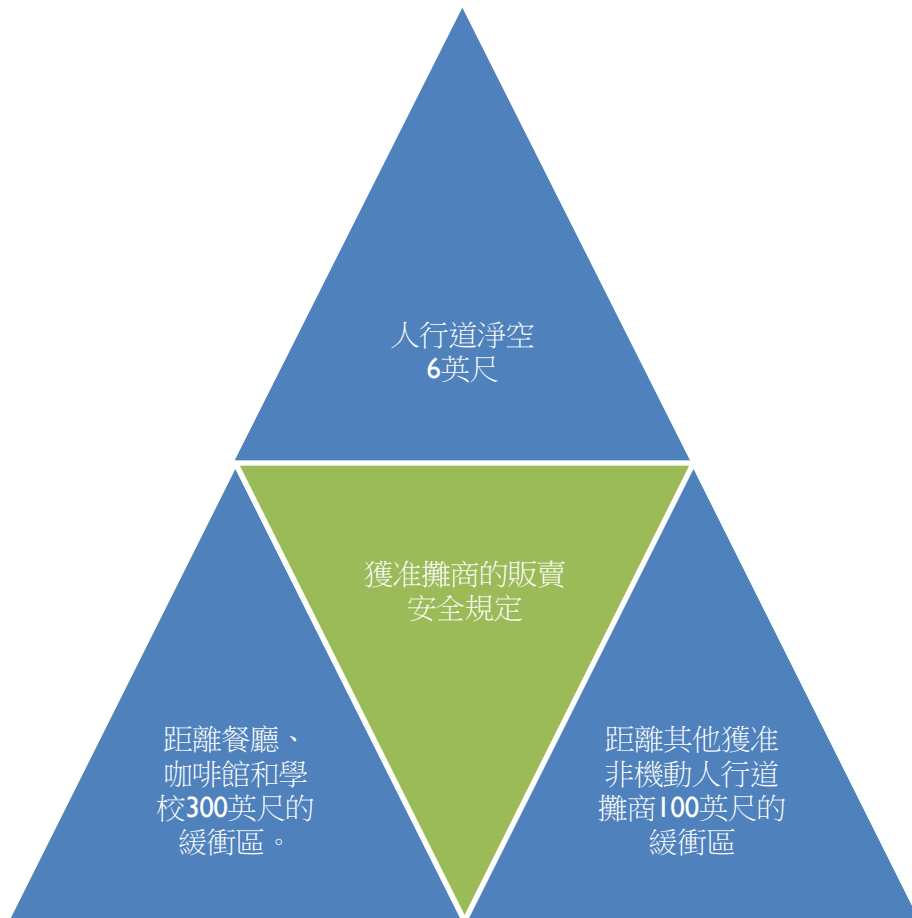 人行道淨空
6英尺
獲准攤商的販賣
安全規定
距離餐廳、
咖啡館和學
校300英尺的
緩衝區。
距離其他獲准
非機動人行道
攤商100英尺的
緩衝區